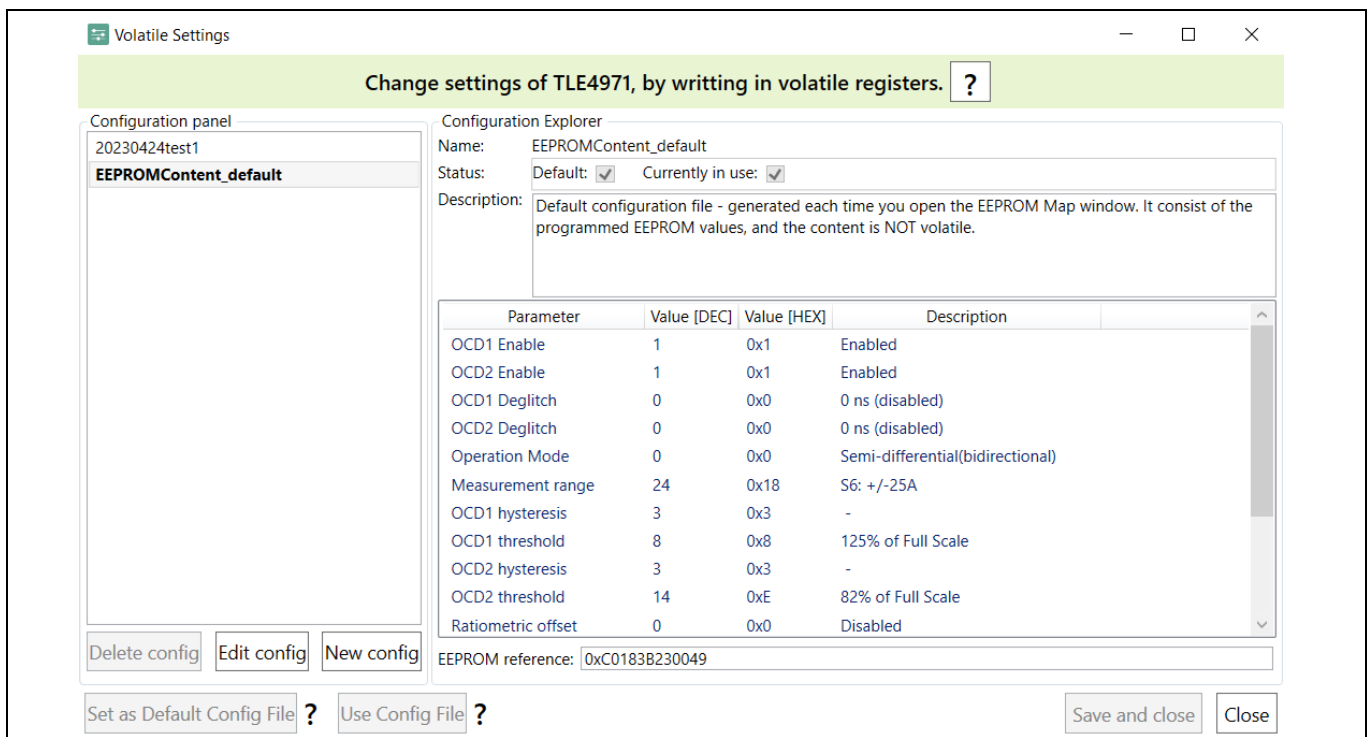 Volatile Settings
Change settings of TLE4971, by writting in volatile registers. ?
Configuration panel
20230424test1
EEPROMContent_default
Delete config Edit config New config
Configuration Explorer
Name: EEPROMContent_default
Status: Default: Currently in use:
Description: Default configuration file - generated each time you open the EEPROM Map window. It consist of the
programmed EEPROM values, and the content is NOT volatile.
Parameter Value [DEC] Value [HEX] Description
OCD1 Enable 1 0x1 Enabled
OCD2 Enable 1 0x1 Enabled
OCD1 Deglitch 0 0x0 0 ns (disabled)
OCD2 Deglitch 0 0x0 0 ns (disabled)
Operation Mode 0 0x0 Semi-differential(bidirectional)
Measurement range 24 0x18 S6: +/-25A
OCD1 hysteresis 3 0x3 -
OCD1 threshold 8 0x8 125% of Full Scale
OCD2 hysteresis 3 0x3 -
OCD2 threshold 14 0xE 82% of Full Scale
Ratiometric offset 0 0x0 Disabled
EEPROM reference: 0xC0183B230049
Set as Default Config File ? Use Config File ? Save and close Close